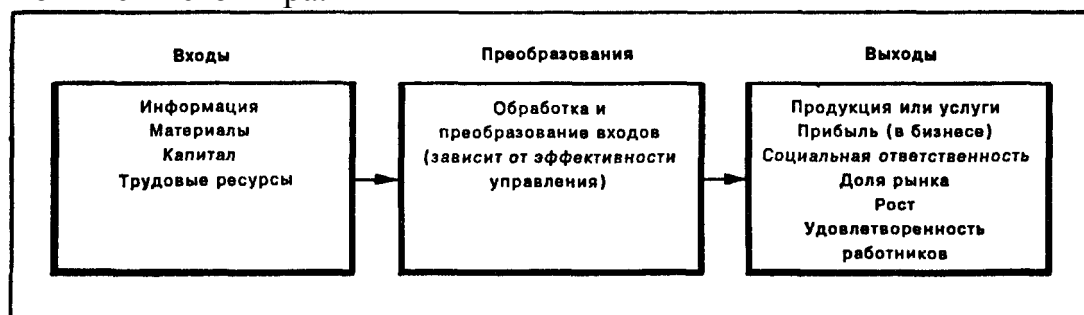 Входы
Преобразования
Выходы
Информация
Материалы
Капитал
Трудовые ресурсы
Обработка и
преобразование входов
(зависит от эффективности
управления)
Продукция или услуги
Прибыль (в бизнесе)
Социальная ответственность
Доля рынка
Рост
Удовлетворенность
работников